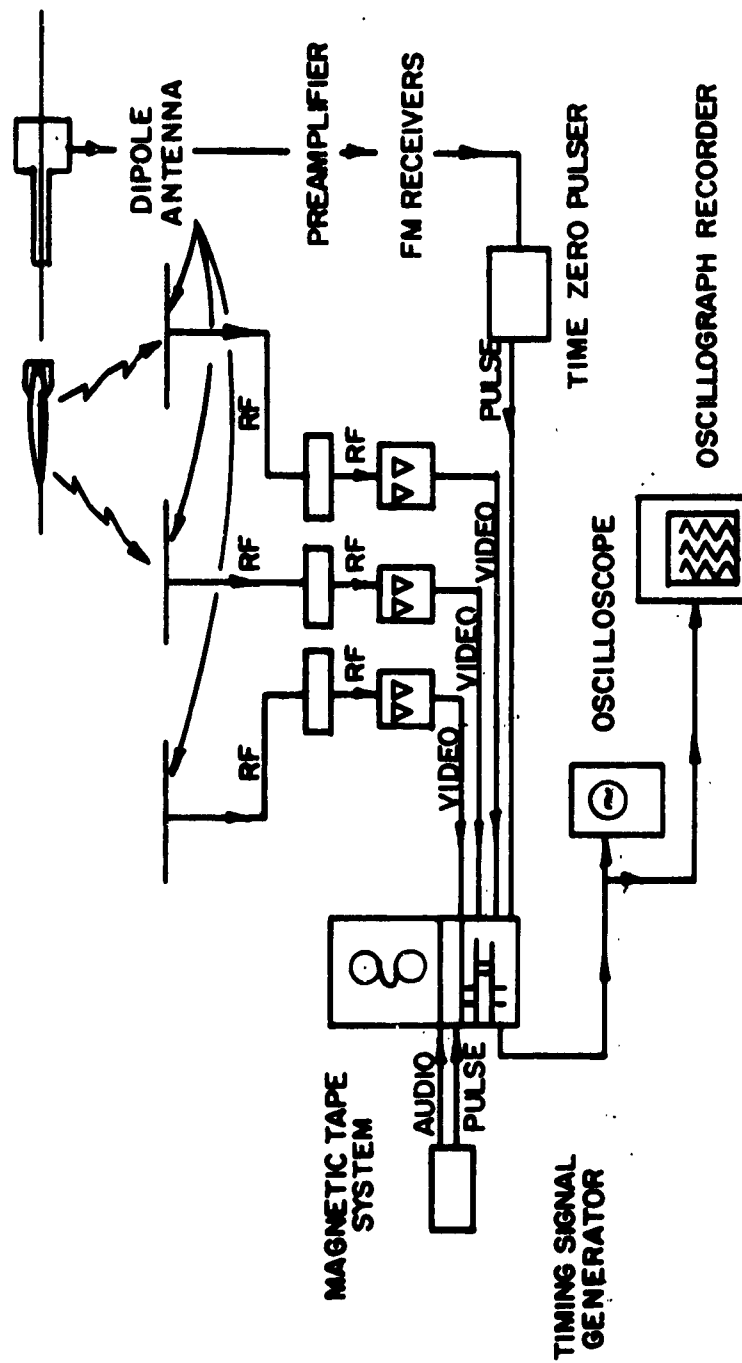 DIPOLE
ANTENNA
PREAMPLIFIER
FM RECEIVERS
TIME ZERO PULSER
PULSE
RF
RF
RF
RF
RF
RF
VIDEO
VIDEO
VIDEO
MAGNETIC TAPE
SYSTEM
AUDIO
PULSE
TIMING SIGNAL
GENERATOR
OSCILLOSCOPE
OSCILLOGRAPH RECORDER